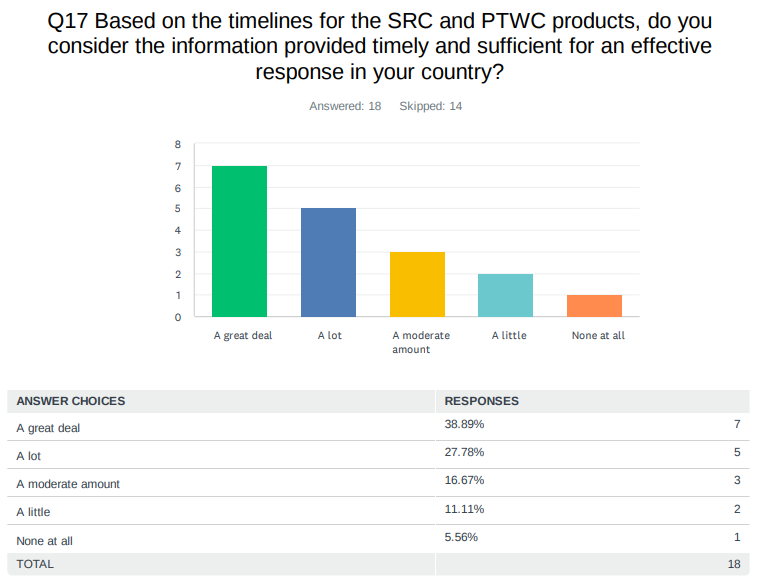 Q17 Based on the timelines for the SRC and PTWC products, do you
consider the information provided timely and sufficient for an effective
response in your country?
Answered: 18 Skipped: 14
8
7
6
5
4
3
2
1
0
A great deal
A lot
A moderate
amount
A little
None at all
ANSWER CHOICES RESPONSES
A great deal 38.89% 7
A lot 27.78% 5
A moderate amount 16.67% 3
A little 11.11% 2
None at all 5.56% 1
TOTAL 18